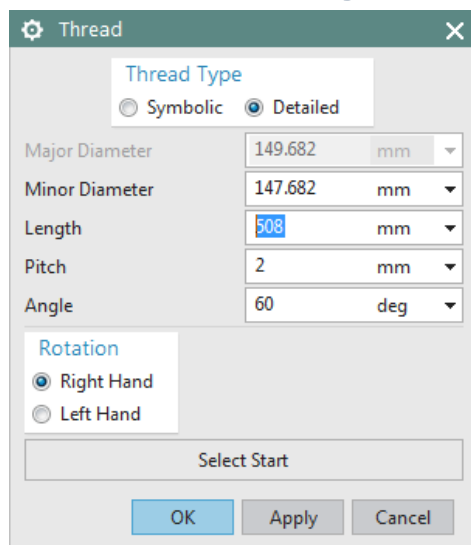 Thread
Thread Type
Symbolic Detailed
Major Diameter 149.682 mm
Minor Diameter 147.682 mm
Length 508 mm
Pitch 2 mm
Angle 60 deg
Rotation
Right Hand
Left Hand
Select Start
OK Apply Cancel